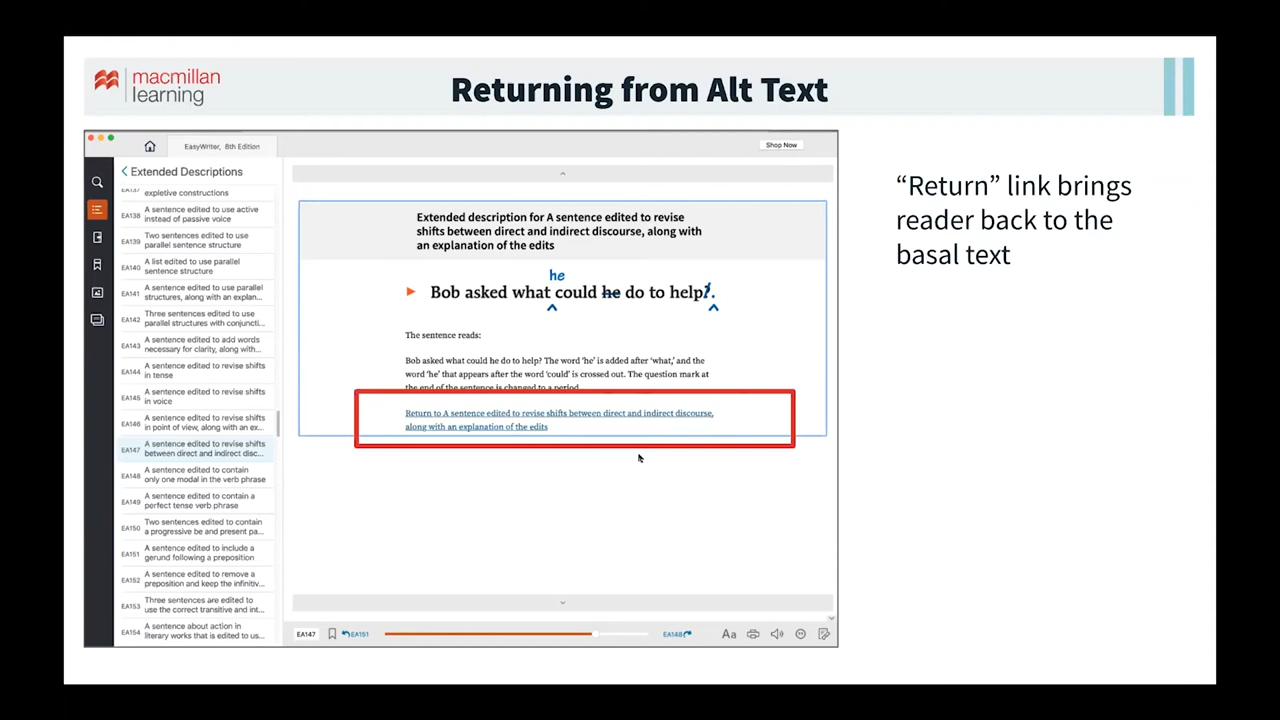 macmillan
learning
Returning from Alt Text
EasyWriter, 8th Edition
Shop Now
Extended Descriptions
EA137 expletive constructions
EA138 A sentence edited to use active
instead of passive voice
EA139 Two sentences edited to use
parallel sentence structure
EA140 A list edited to use parallel
sentence structure
EA141 A sentence edited to use parallel
structures, along with an explan...
EA142 Three sentences edited to use
parallel structures with conjuncti...
EA143 A sentence edited to add words
necessary for clarity, along with...
EA144 A sentence edited to revise shifts
in tense
EA145 A sentence edited to revise shifts
in voice
EA146 A sentence edited to revise shifts
in point of view, along with an ex...
EA147 A sentence edited to revise shifts
between direct and indirect disc...
EA148 A sentence edited to contain
only one modal in the verb phrase
EA149 A sentence edited to contain a
perfect tense verb phrase
EA150 Two sentences edited to contain
a progressive be and present pa...
EA151 A sentence edited to include a
gerund following a preposition
EA152 A sentence edited to remove a
preposition and keep the infinitiv...
EA153 Three sentences are edited to
use the correct transitive and int...
EA154 A sentence about action in
literary works that is edited to us...
Extended description for A sentence edited to revise
shifts between direct and indirect discourse, along with
an explanation of the edits
he
Bob asked what could he do to help?.
The sentence reads:
Bob asked what could he do to help? The word 'he' is added after 'what,' and the
word 'he' that appears after the word 'could' is crossed out. The question mark at
the end of the sentence is changed to a period.
Return to A sentence edited to revise shifts between direct and indirect discourse,
along with an explanation of the edits
EA147
EA151
EA148
Aa
“Return” link brings
reader back to the
basal text